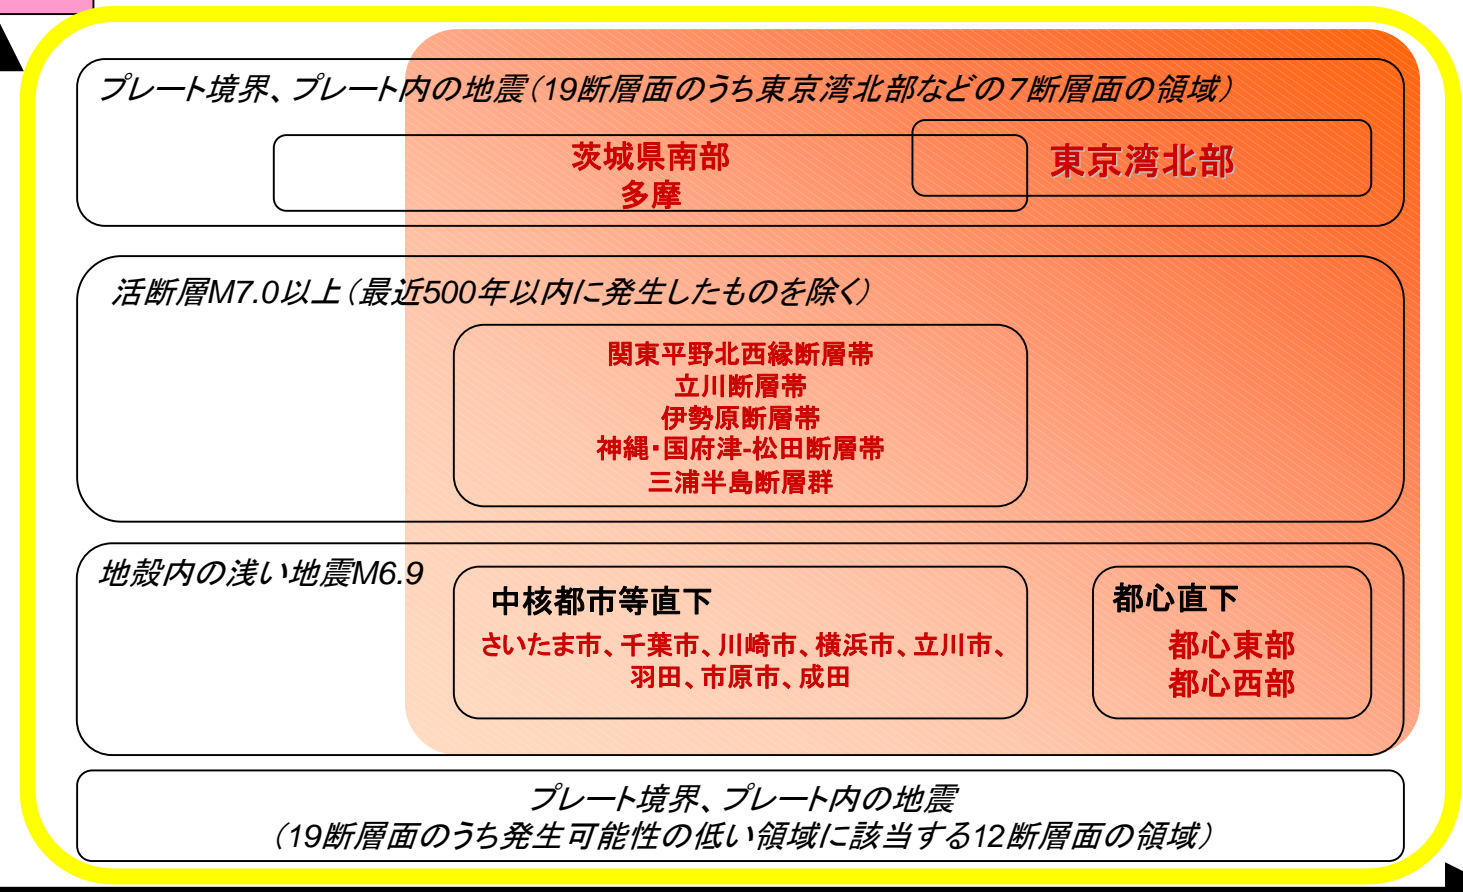 プレート境界、プレート内の地震（19断層面のうち東京湾北部などの７断層面の領域）
茨城県南部
多摩
東京湾北部
活断層M7.0以上（最近500年以内に発生したものを除く）
関東平野北西縁断層帯
立川断層帯
伊勢原断層帯
神縄・国府津-松田断層帯
三浦半島断層群
地殻内の浅い地震M6.9
中核都市等直下
さいたま市、千葉市、川崎市、横浜市、立川市、
羽田、市原市、成田
都心直下
都心東部
都心西部
プレート境界、プレート内の地震
（19断層面のうち発生可能性の低い領域に該当する12断層面の領域）